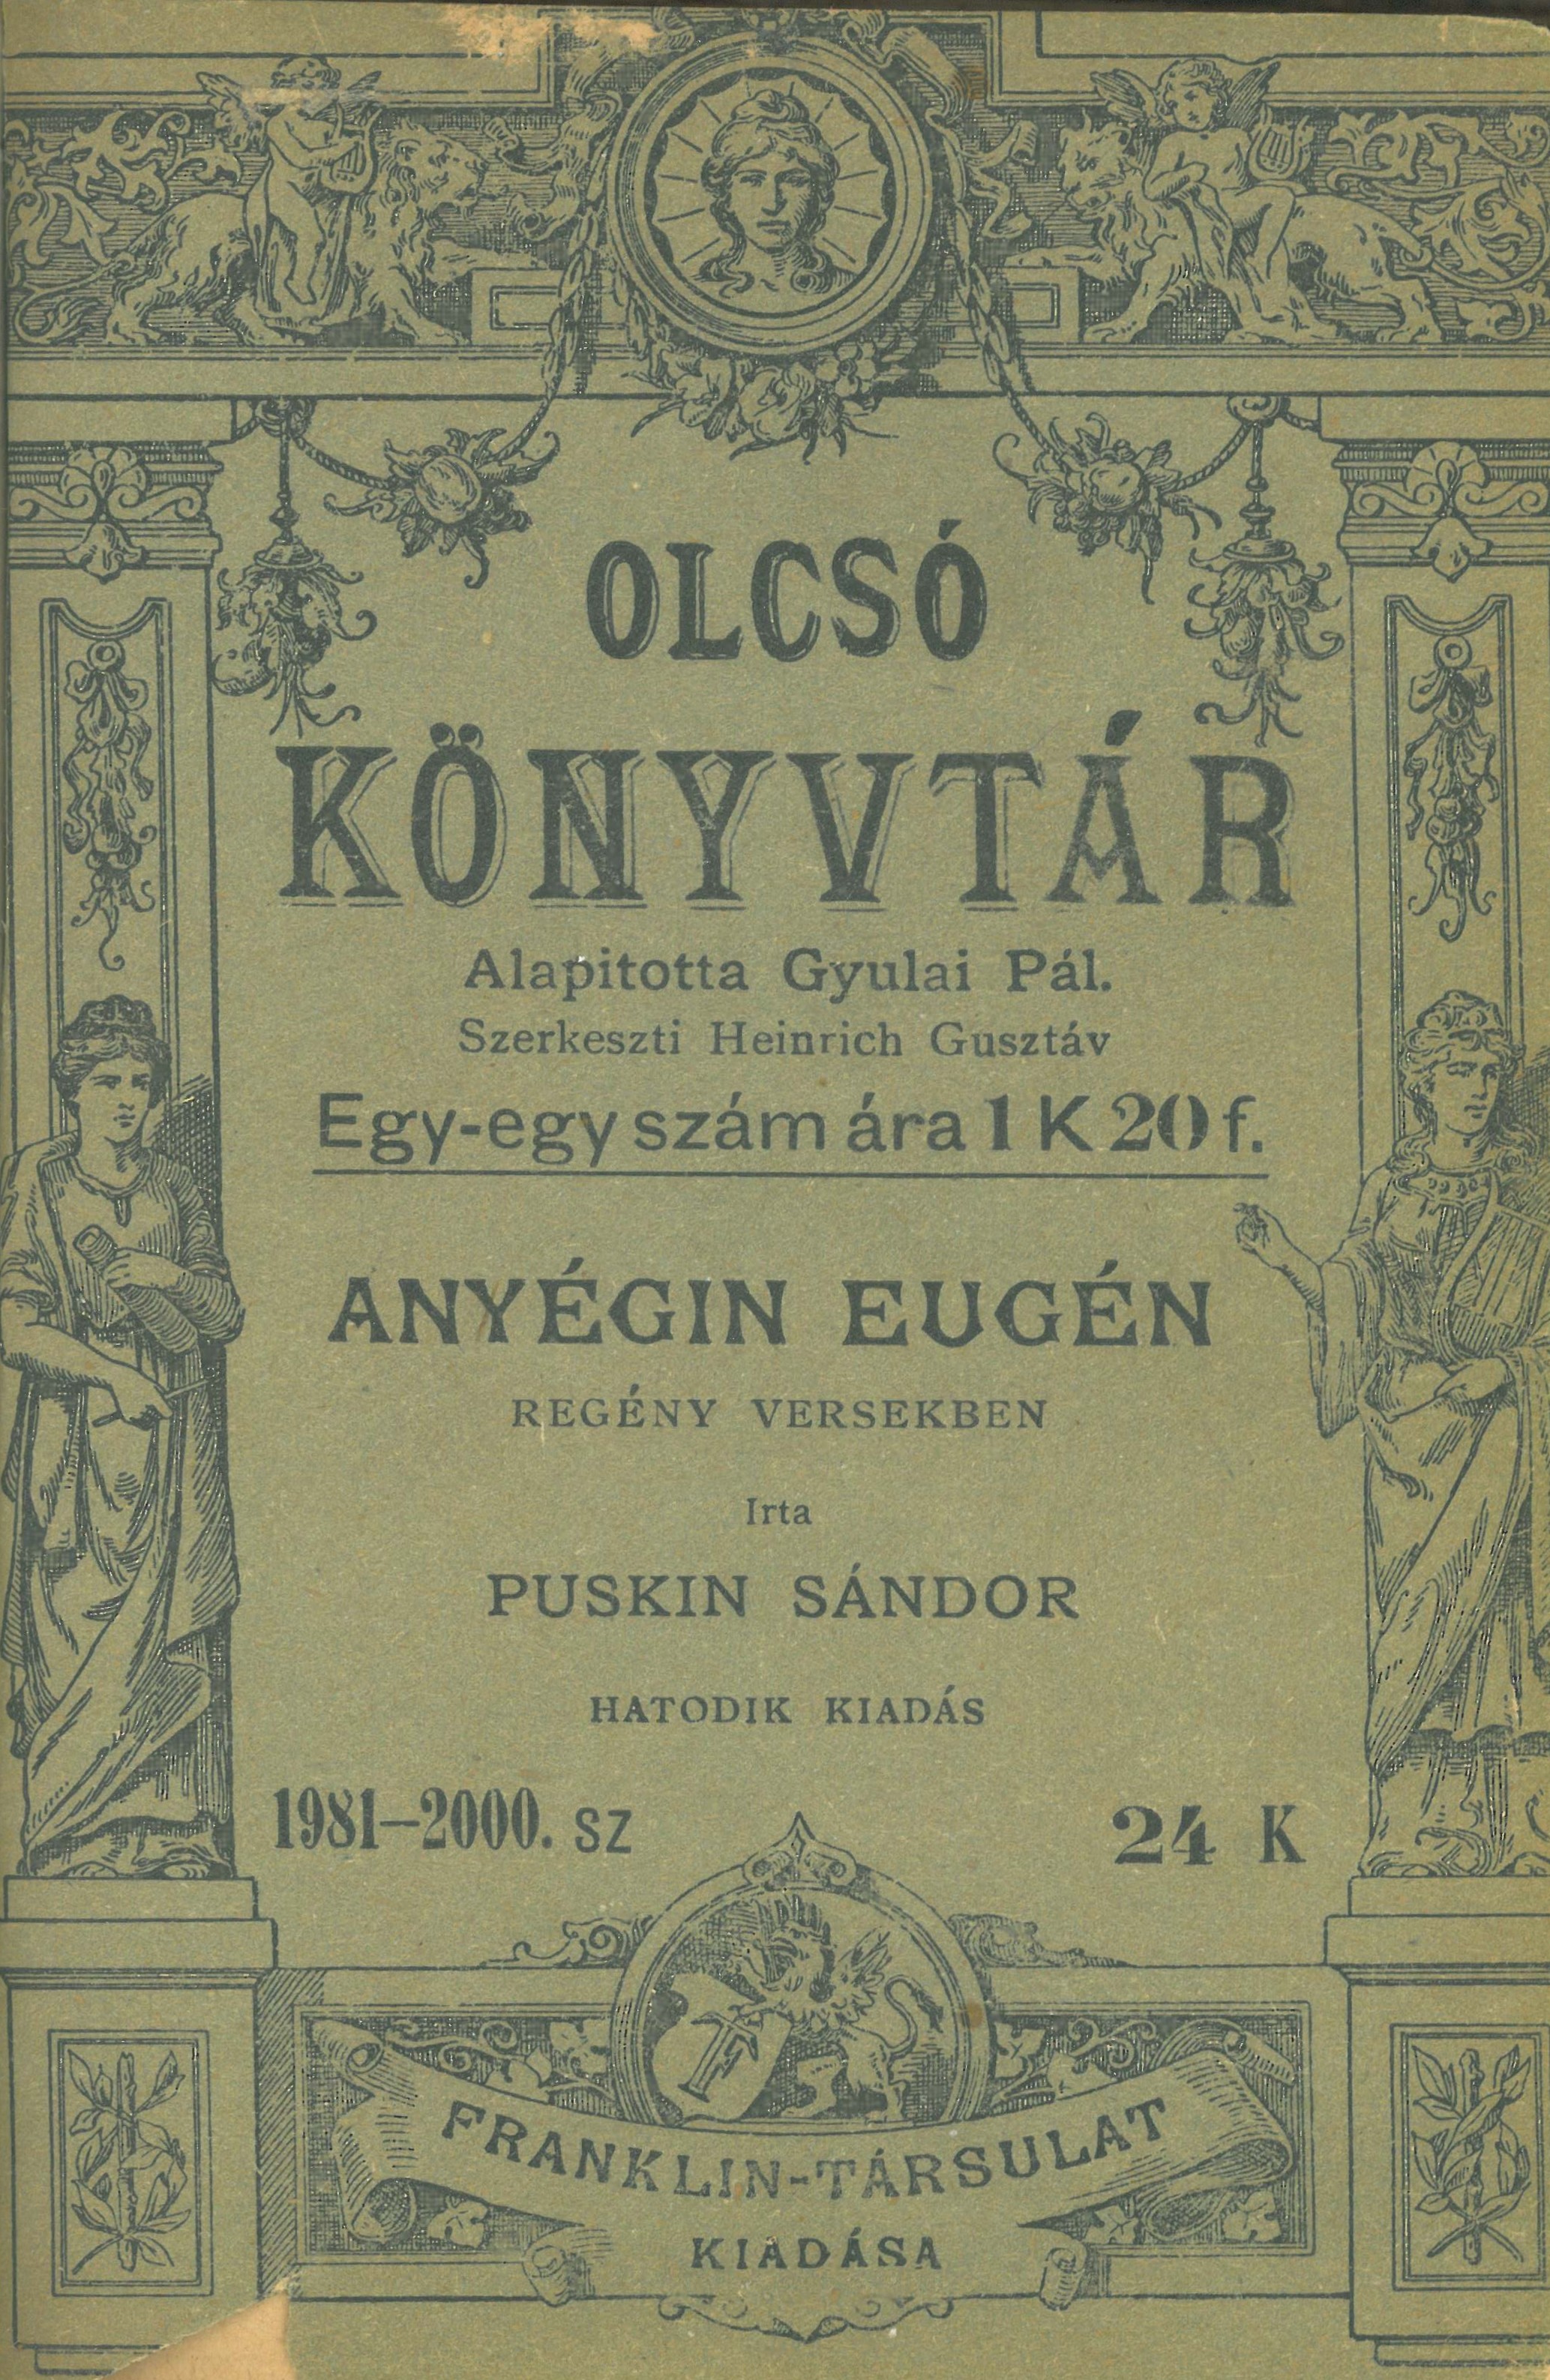 OLCSÓ
KÖNYVTÁR
Alapitotta Gyulai Pál.
Szerkeszti Heinrich Gusztáv
Egy-egy szám ára 1 K 20 f.
ANYÉGIN EUGÉN
REGÉNY VERSEKBEN
Irta
PUSKIN SÁNDOR
HATODIK KIADÁS
1981–2000. sz
24 K
FT
FRANKLIN-TÁRSULAT
KIADÁSA